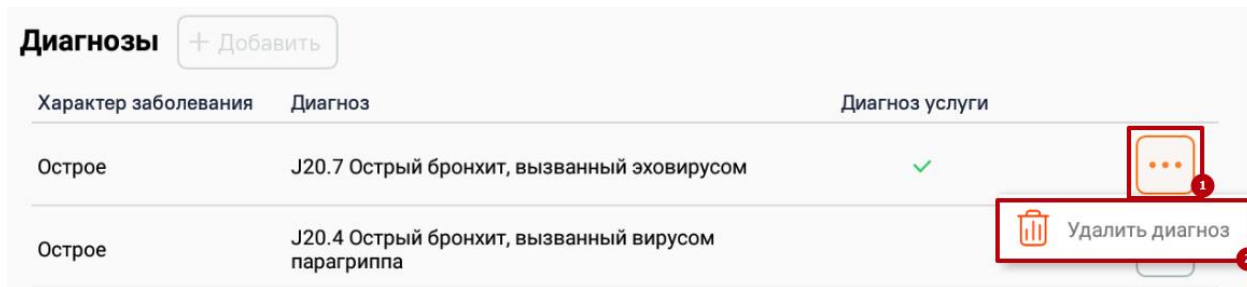 Диагнозы + Добавить
Характер заболевания Диагноз Диагноз услуги
Острое J20.7 Острый бронхит, вызванный эховирусом
1
Удалить диагноз
2
Острое J20.4 Острый бронхит, вызванный вирусом
парагриппа